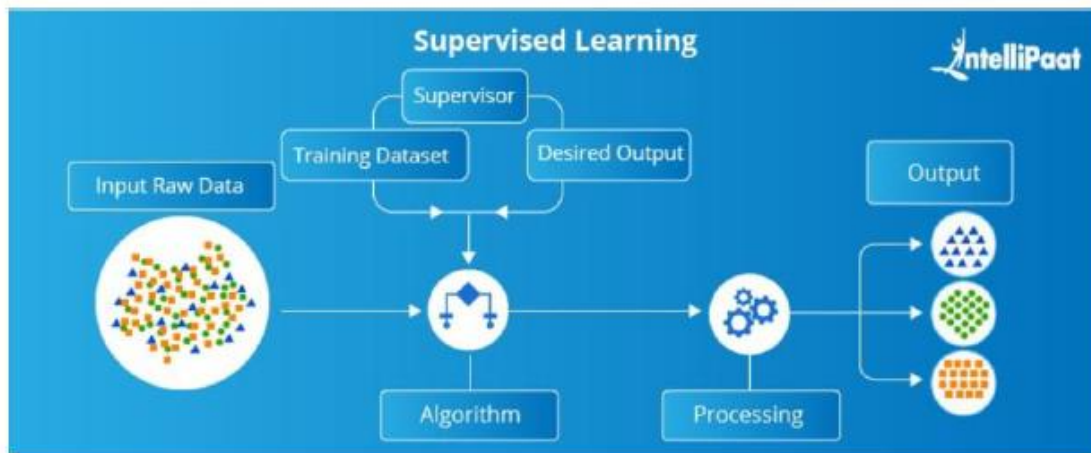 Supervised Learning
IntelliPaat
Supervisor
Training Dataset
Desired Output
Input Raw Data
Output
Algorithm
Processing